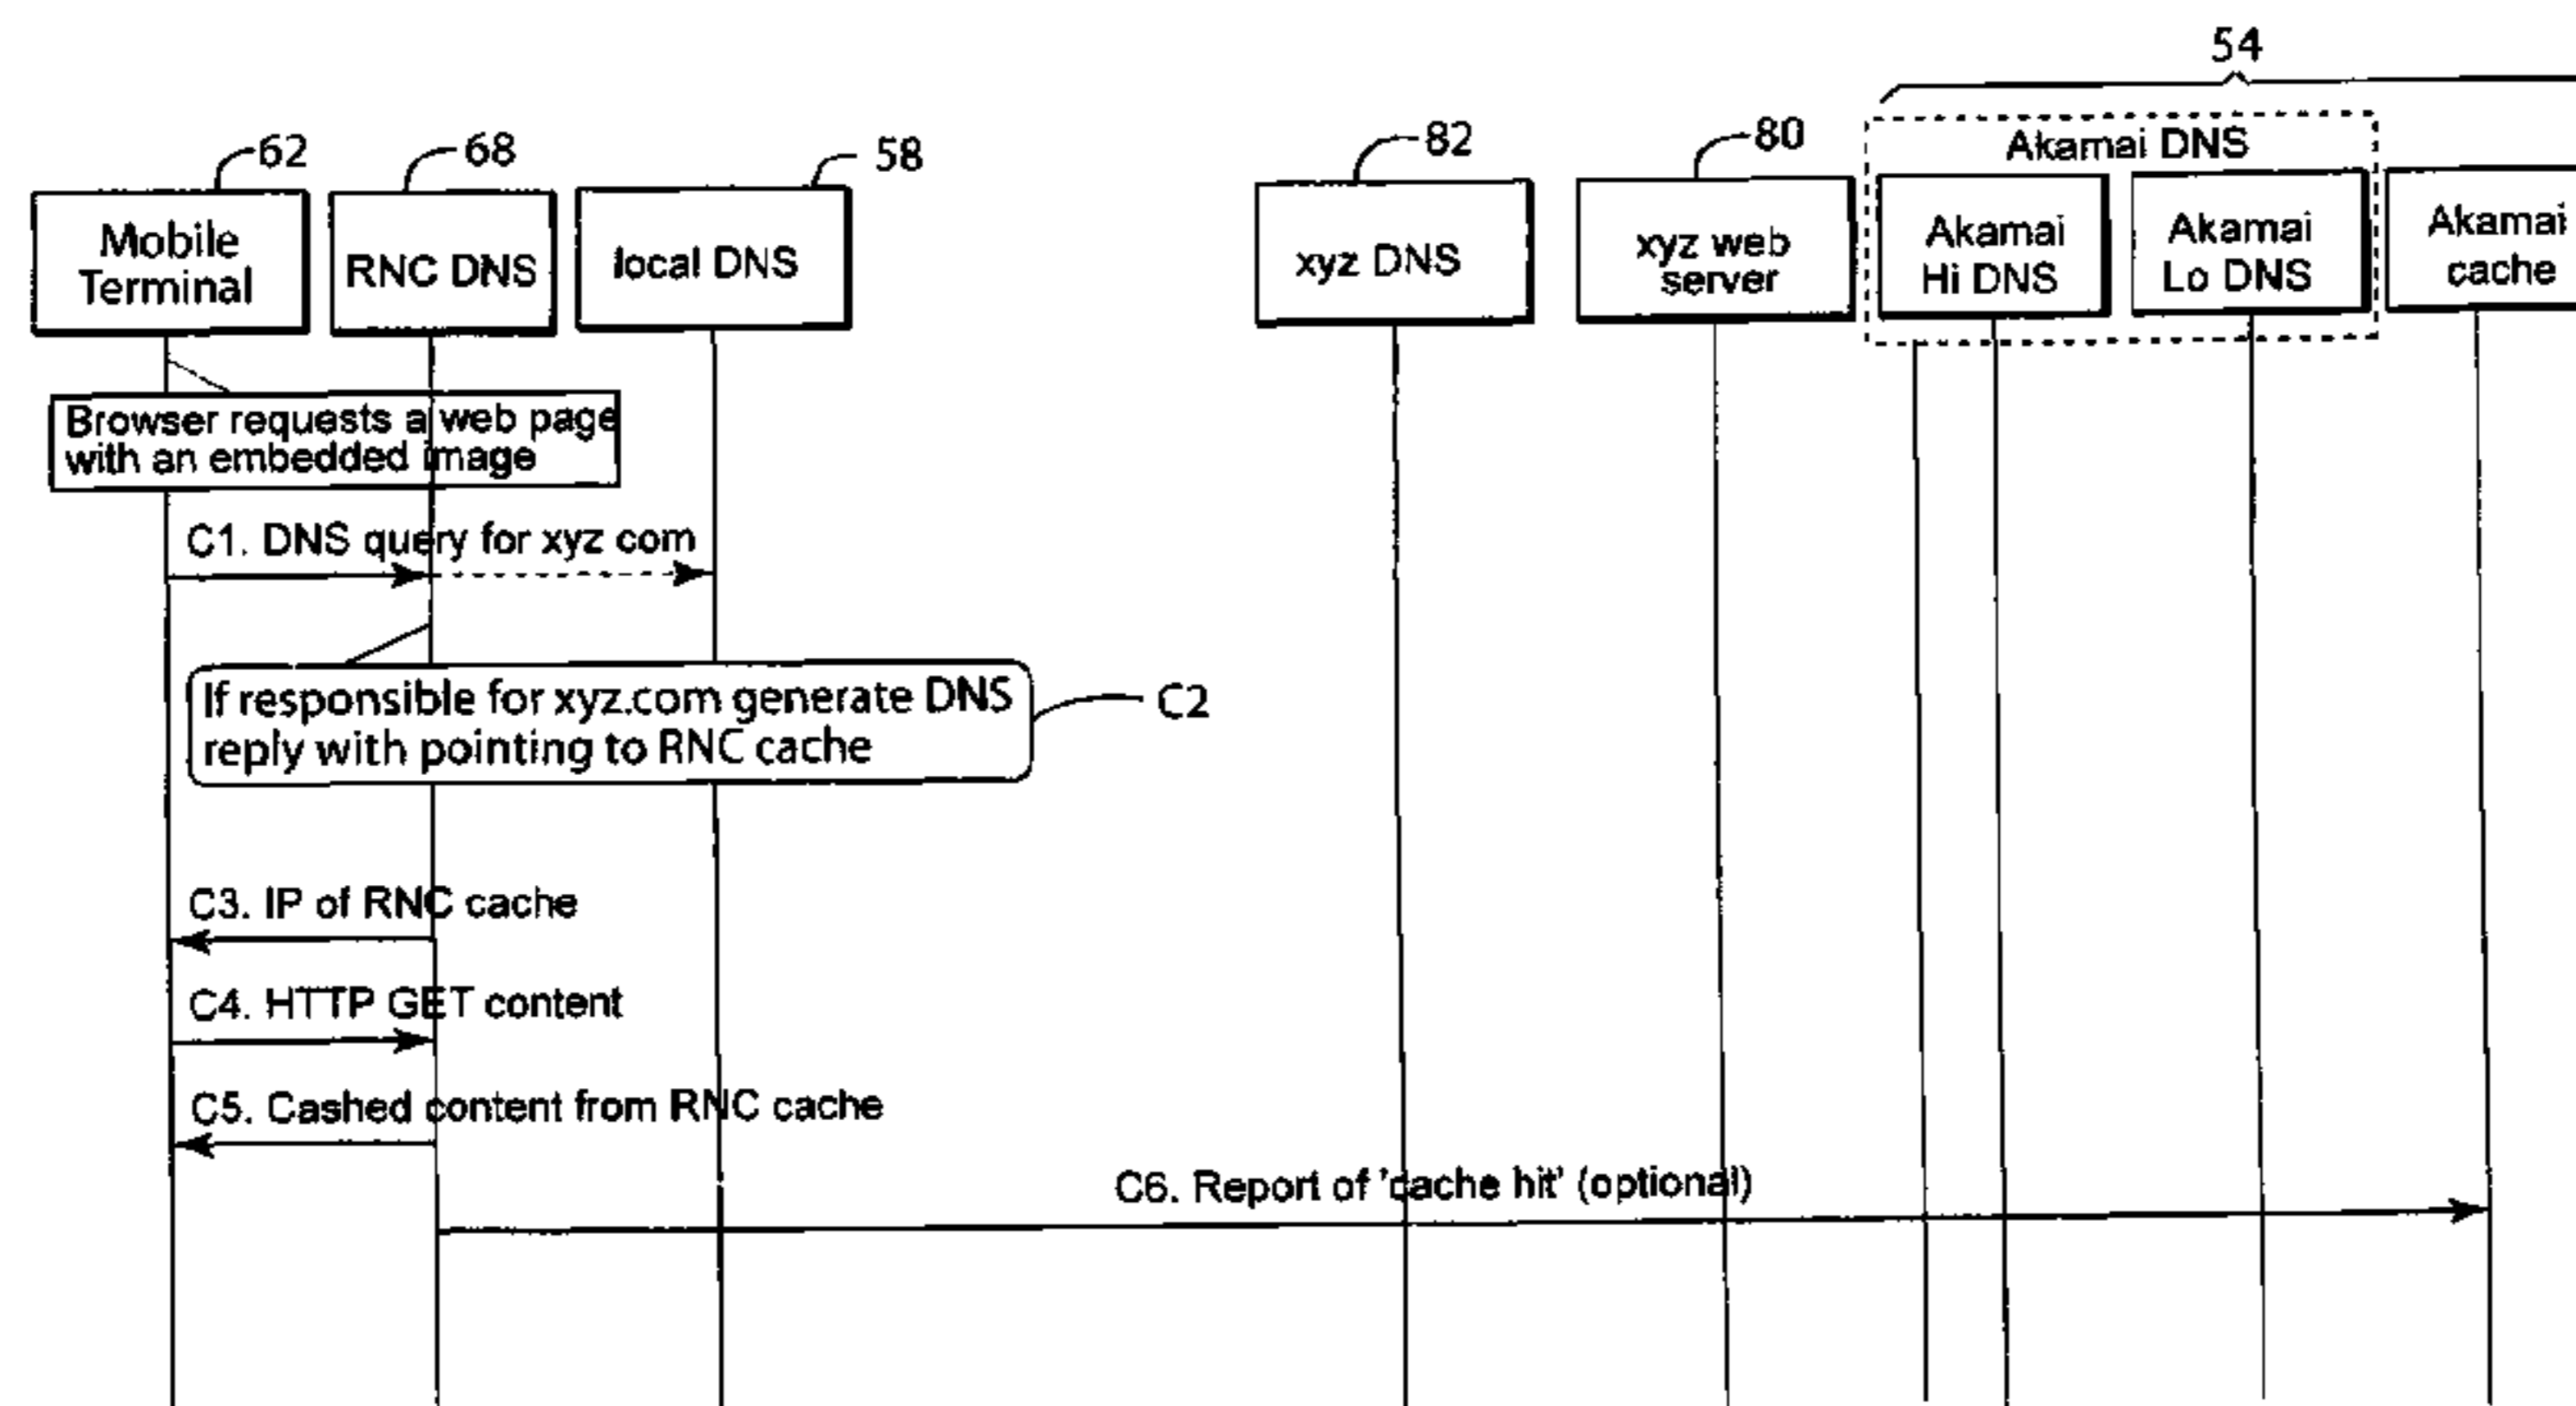 54
62
68
58
82
80
Akamai DNS
Mobile
Terminal
RNC DNS
local DNS
xyz DNS
xyz web
server
Akamai
Hi DNS
Akamai
Lo DNS
Akamai
cache
Browser requests a web page
with an embedded image
C1. DNS query for xyz com
If responsible for xyz.com generate DNS
reply with pointing to RNC cache
C2
C3. IP of RNC cache
C4. HTTP GET content
C5. Cashed content from RNC cache
C6. Report of 'cache hit' (optional)